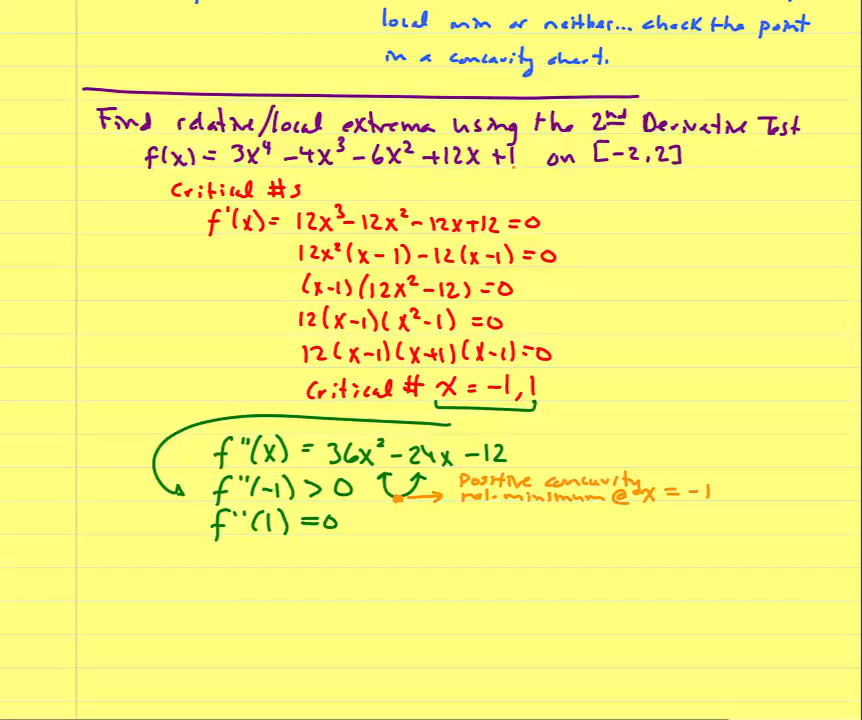 local min or neither... check the point
in a concavity chart.
Find relative/local extrema using the 2nd Derivative Test
f(x) = 3x⁴ - 4x³ - 6x² + 12x + 1 on [-2, 2]
Critical #s
f'(x) = 12x³ - 12x² - 12x + 12 = 0
12x²(x - 1) - 12(x - 1) = 0
(x - 1)(12x² - 12) = 0
12(x - 1)(x² - 1) = 0
12(x - 1)(x + 1)(x - 1) = 0
Critical # x = -1, 1
f''(x) = 36x² - 24x - 12
f''(-1) > 0 Positive concavity
rel. minimum @ x = -1
f''(1) = 0